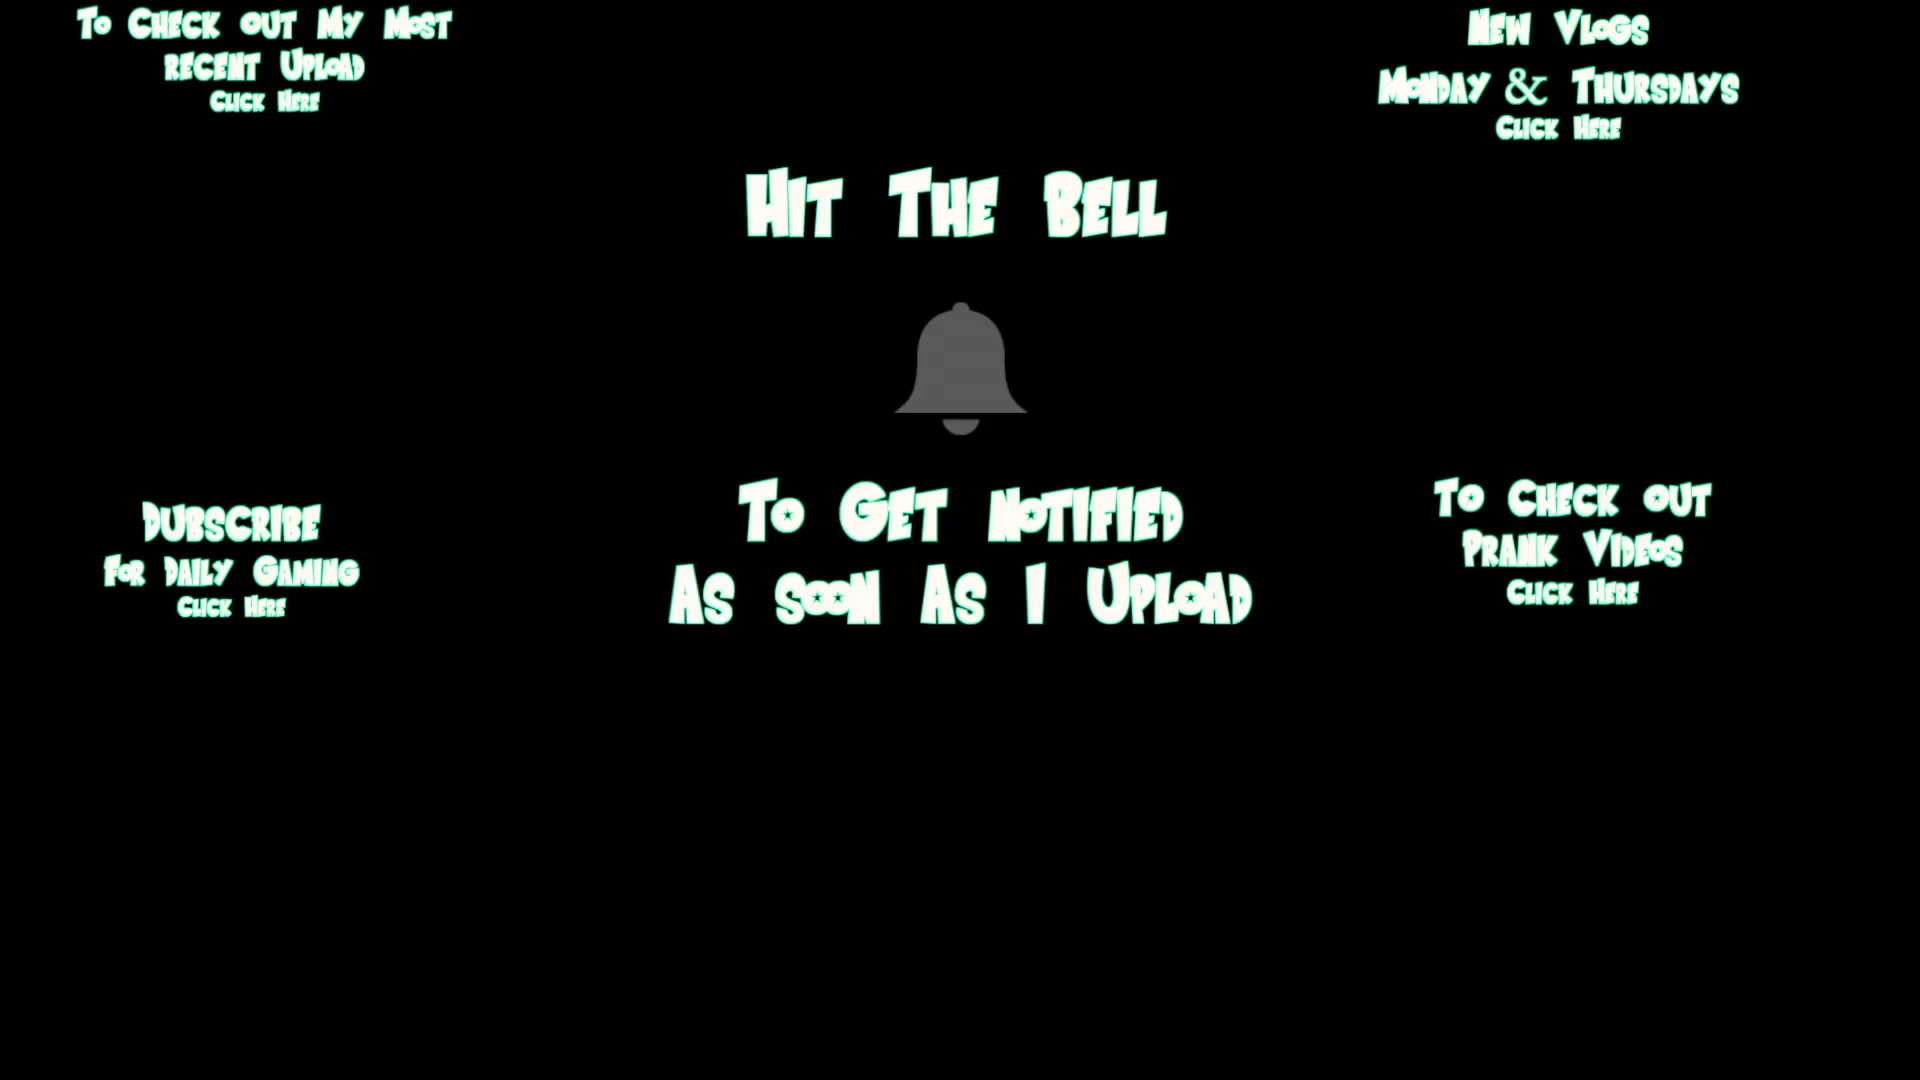 To Check out My Most
recent Upload
Click Here
New Vlogs
Monday & Thursdays
Click Here
Hit The Bell
To Get notified
As soon As I Upload
Dubscribe
For Daily Gaming
Click Here
To Check out
Prank Videos
Click Here